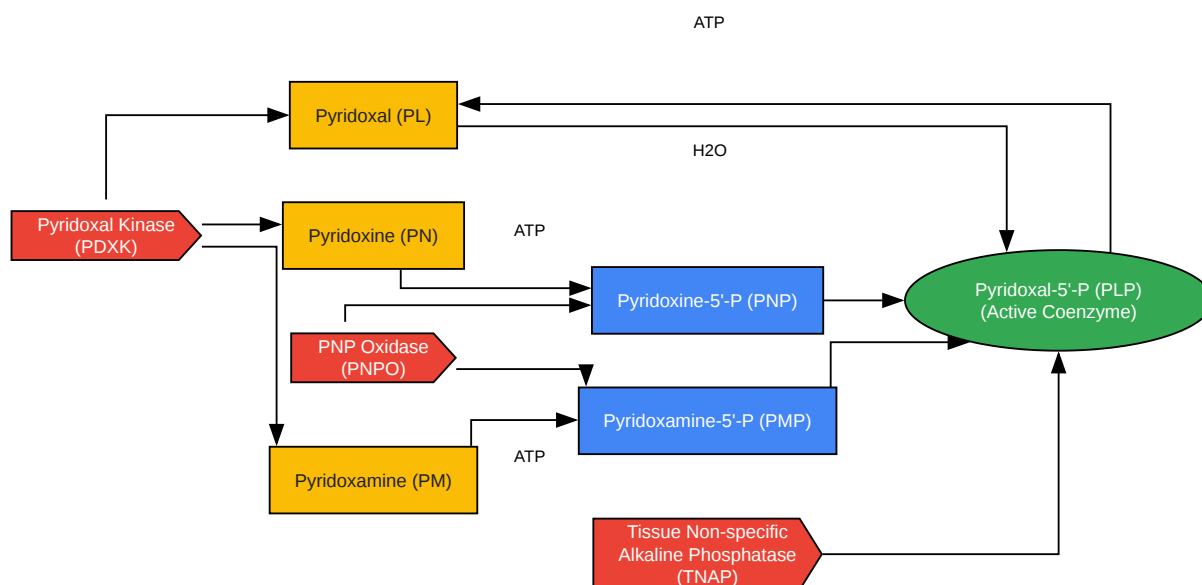 ATP
Pyridoxal (PL)
H2O
Pyridoxal Kinase
(PDXK)
Pyridoxine (PN)
ATP
Pyridoxine-5'-P (PNP)
Pyridoxal-5'-P (PLP)
(Active Coenzyme)
PNP Oxidase
(PNPO)
Pyridoxamine-5'-P (PMP)
ATP
Pyridoxamine (PM)
Tissue Non-specific
Alkaline Phosphatase
(TNAP)